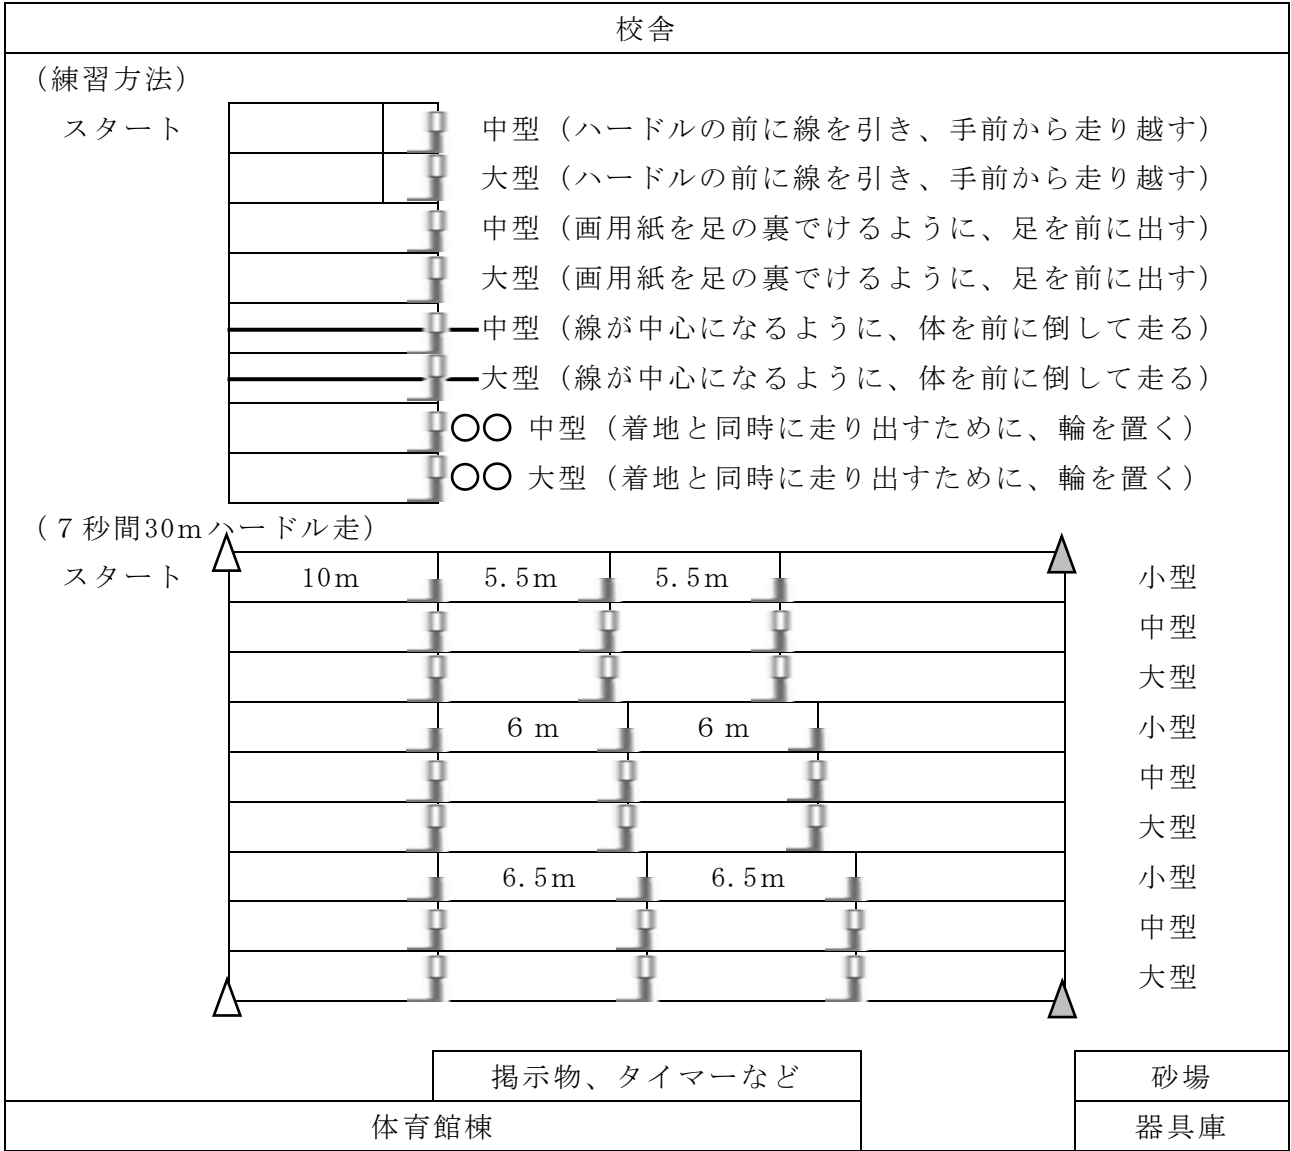 校舎
（練習方法）
スタート
中型（ハードルの前に線を引き、手前から走り越す）
大型（ハードルの前に線を引き、手前から走り越す）
中型（画用紙を足の裏でけるように、足を前に出す）
大型（画用紙を足の裏でけるように、足を前に出す）
中型（線が中心になるように、体を前に倒して走る）
大型（線が中心になるように、体を前に倒して走る）
中型（着地と同時に走り出すために、輪を置く）
大型（着地と同時に走り出すために、輪を置く）
（７秒間30mハードル走）
スタート 10m 5.5m 5.5m 小型
中型
大型
６m ６m 小型
中型
大型
6.5m 6.5m 小型
中型
大型
掲示物、タイマーなど 砂場
体育館棟 器具庫